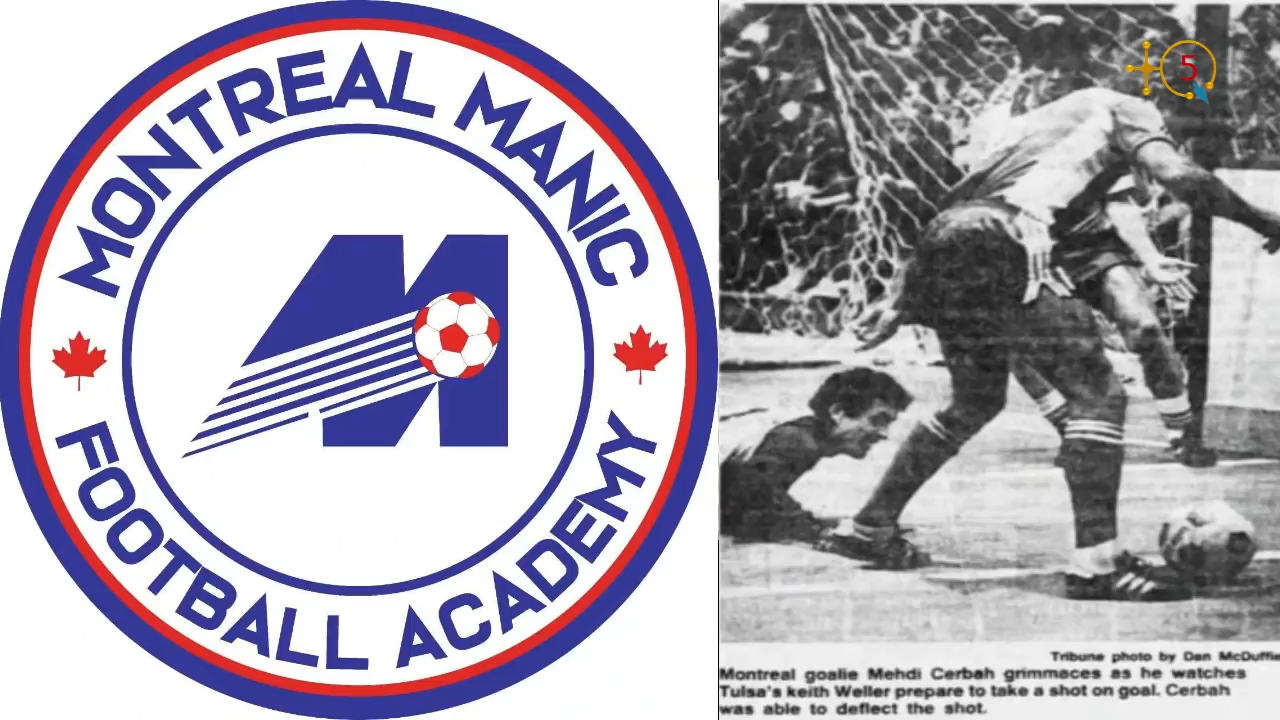 MONTREAL MANIC
FOOTBALL ACADEMY
5
Tribune photo by Dan McDuffie
Montreal goalie Mehdi Cerbah grimmaces as he watches
Tulsa's keith Weller prepare to take a shot on goal. Cerbah
was able to deflect the shot.